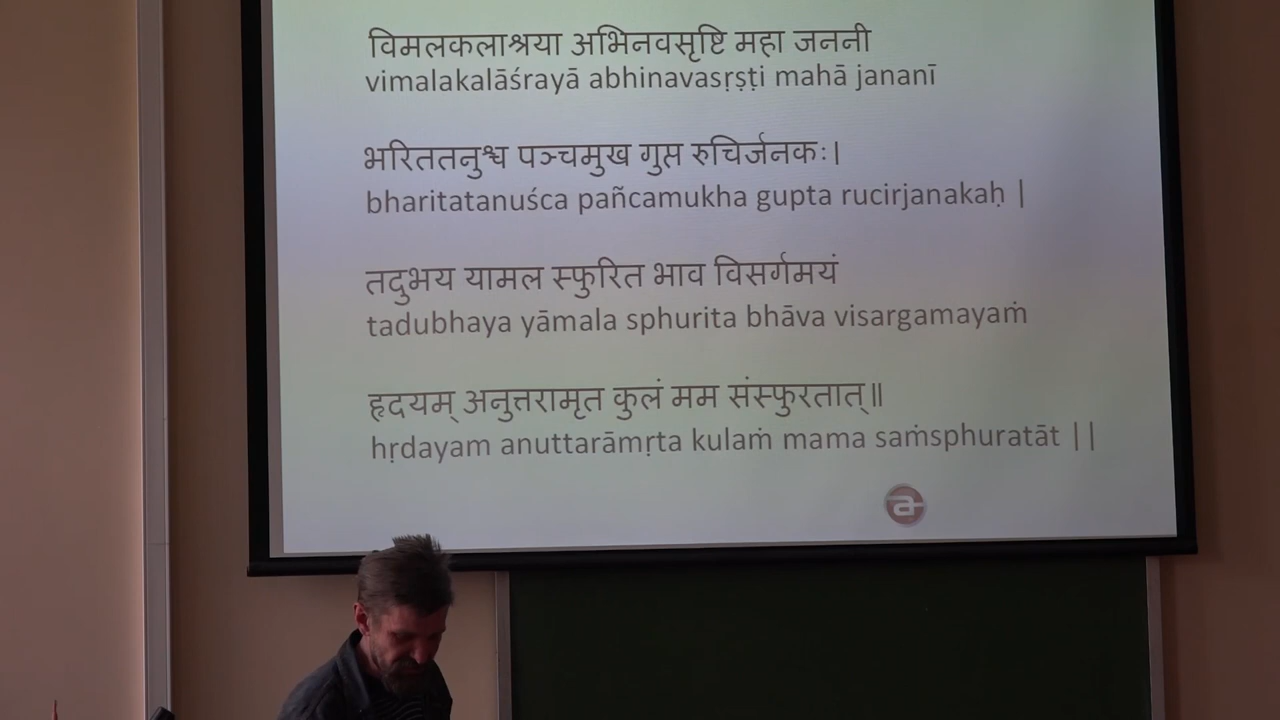 विमलकलाश्रया अभिनवसृष्टि महा जननी
vimalakalāśrayā abhinavasṛṣṭi mahā jananī
भरिततनुश्च पञ्चमुख गुप्त रुचिर्जनकः।
bharitatanuśca pañcamukha gupta rucirjanakaḥ |
तदुभय यामल स्फुरित भाव विसर्गमयं
tadubhaya yāmala sphurita bhāva visargamayaṁ
हृदयम् अनुत्तरामृत कुलं मम संस्फुरतात्॥
hṛdayam anuttarāmṛta kulaṁ mama saṁsphuratāt ||
a